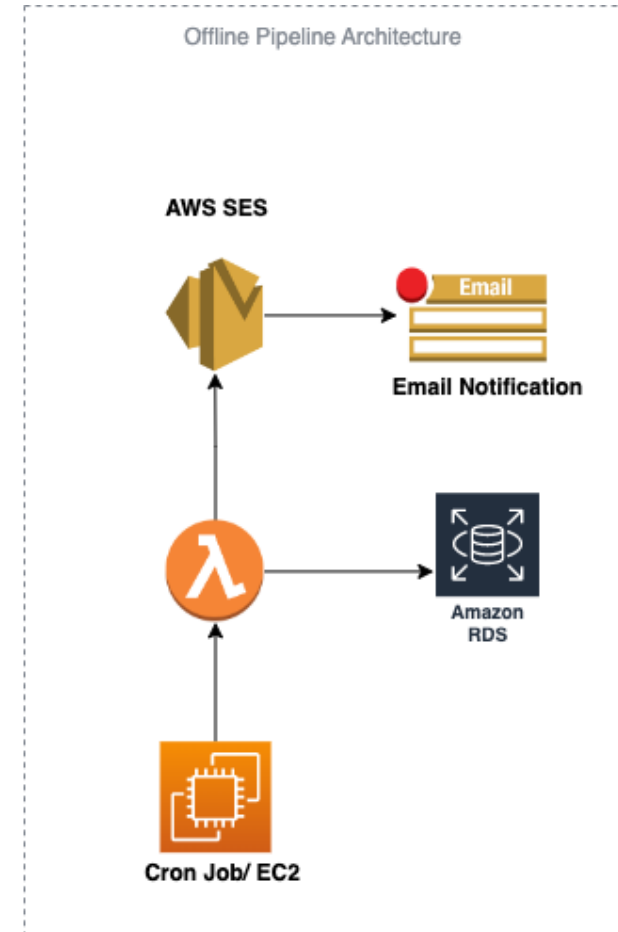 Offline Pipeline Architecture
AWS SES
Email
Email Notification
λ
Amazon
RDS
Cron Job/ EC2